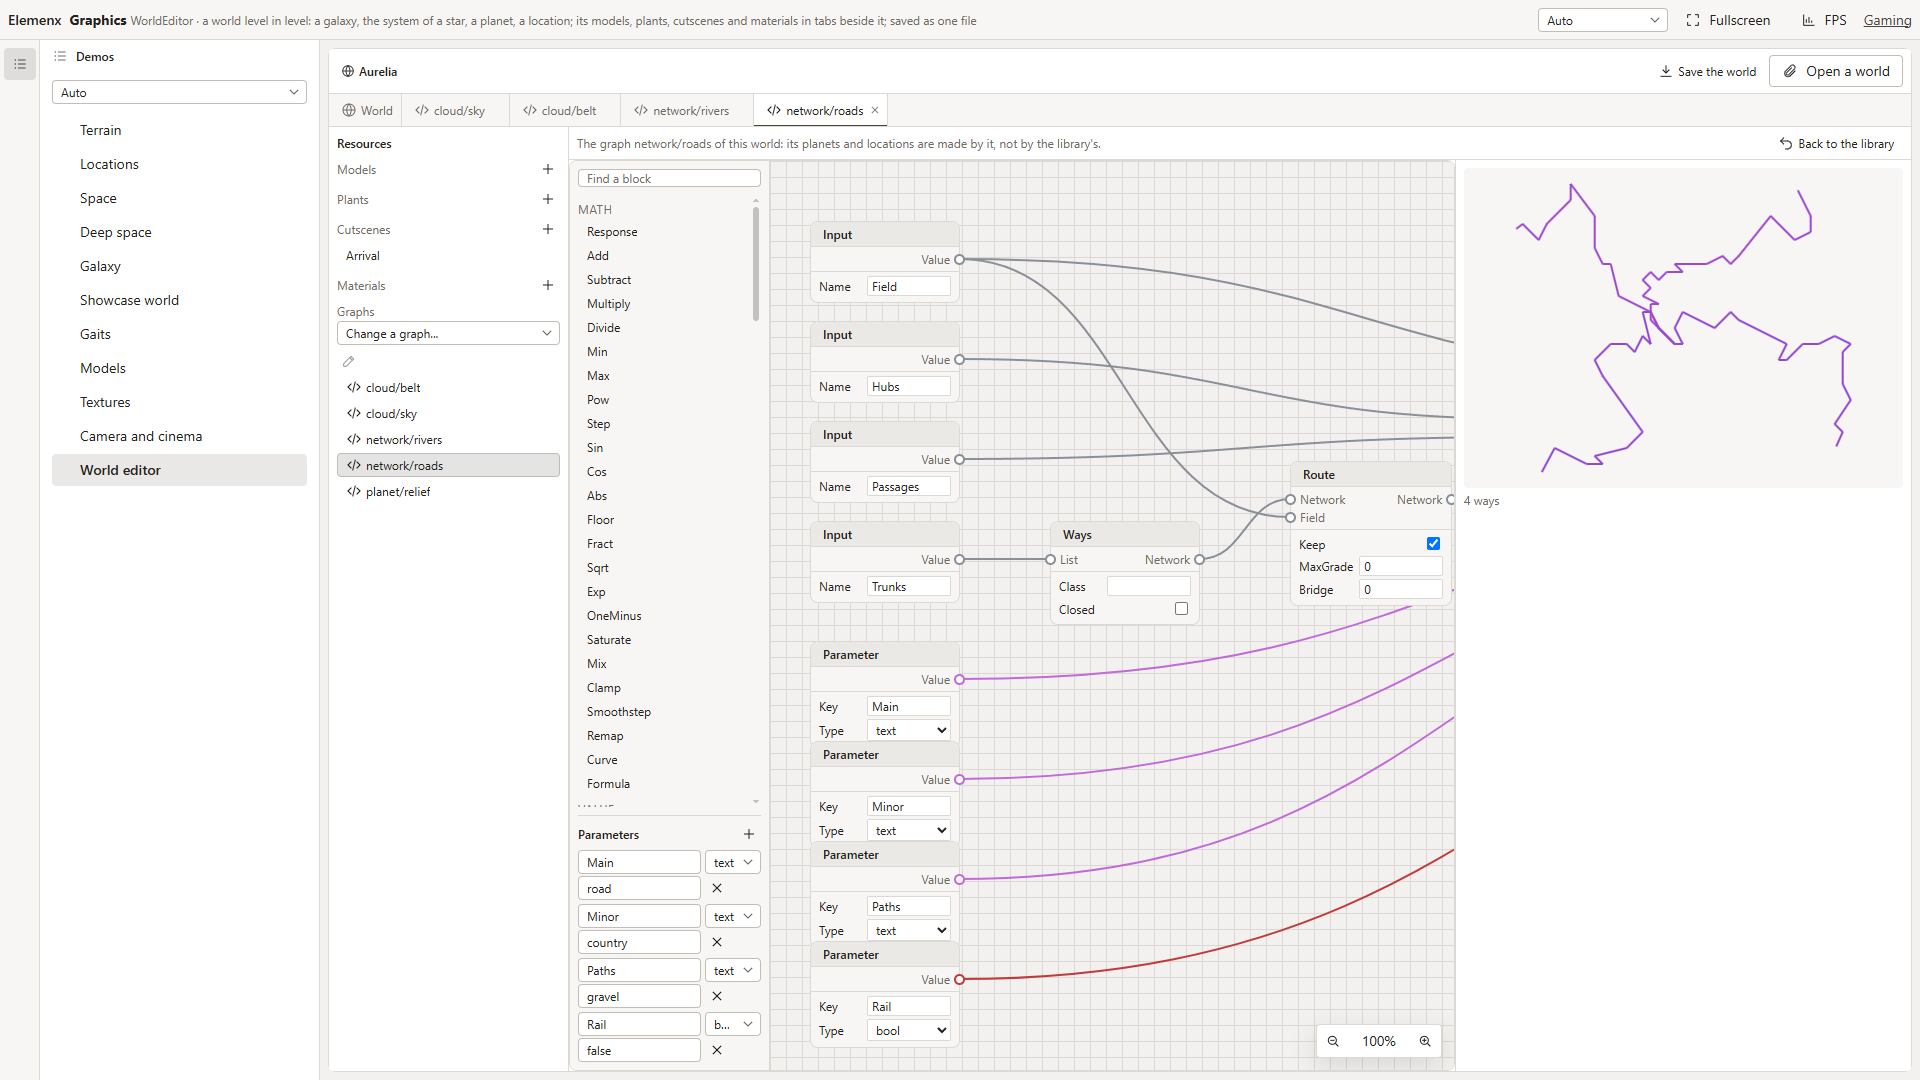 Elemenx Graphics WorldEditor · a world level in level: a galaxy, the system of a star, a planet, a location; its models, plants, cutscenes and materials in tabs beside it; saved as one file
Auto
Fullscreen
FPS
Gaming
Demos
Auto
Terrain
Locations
Space
Deep space
Galaxy
Showcase world
Gaits
Models
Textures
Camera and cinema
World editor
Aurelia
Save the world
Open a world
World
cloud/sky
cloud/belt
network/rivers
network/roads
Resources
Models
Plants
Cutscenes
Arrival
Materials
Graphs
Change a graph...
cloud/belt
cloud/sky
network/rivers
network/roads
planet/relief
The graph network/roads of this world: its planets and locations are made by it, not by the library's.
Back to the library
Find a block
MATH
Response
Add
Subtract
Multiply
Divide
Min
Max
Pow
Step
Sin
Cos
Abs
Floor
Fract
Sqrt
Exp
OneMinus
Saturate
Mix
Clamp
Smoothstep
Remap
Curve
Formula
Parameters
Main text
road
Minor text
country
Paths text
gravel
Rail b...
false
Input
Value
Name Field
Input
Value
Name Hubs
Input
Value
Name Passages
Input
Value
Name Trunks
Ways
List Network
Class
Closed
Route
Network Network
Field
Keep
MaxGrade 0
Bridge 0
Parameter
Value
Key Main
Type text
Parameter
Value
Key Minor
Type text
Parameter
Value
Key Paths
Type text
Parameter
Value
Key Rail
Type bool
100%
4 ways